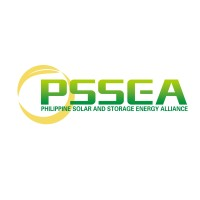 PSSEA
PHILIPPINE SOLAR AND STORAGE ENERGY ALLIANCE